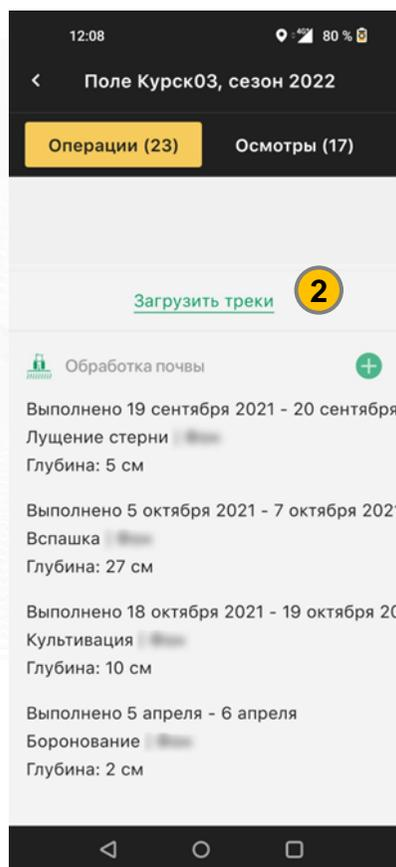 12:08 4G 80 %
Поле Курск03, сезон 2022
Операции (23) Осмотры (17)
Загрузить треки 2
Обработка почвы
Выполнено 19 сентября 2021 - 20 сентября
Лущение стерни |
Глубина: 5 см
Выполнено 5 октября 2021 - 7 октября 202
Вспашка |
Глубина: 27 см
Выполнено 18 октября 2021 - 19 октября 20
Культивация |
Глубина: 10 см
Выполнено 5 апреля - 6 апреля
Боронование |
Глубина: 2 см